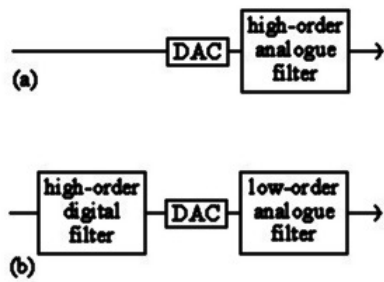 DAC
high-order
analogue
filter
(a)
high-order
digital
filter
DAC
low-order
analogue
filter
(b)